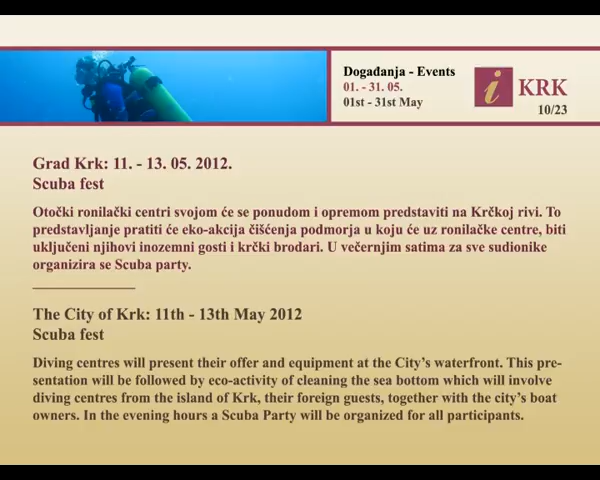 Događanja - Events
01. - 31. 05.
01st - 31st May
i
KRK
10/23
Grad Krk: 11. - 13. 05. 2012.
Scuba fest
Otočki ronilački centri svojom će se ponudom i opremom predstaviti na Krčkoj rivi. To
predstavljanje pratiti će eko-akcija čišćenja podmorja u koju će uz ronilačke centre, biti
uključeni njihovi inozemni gosti i krčki brodari. U večernjim satima za sve sudionike
organizira se Scuba party.
The City of Krk: 11th - 13th May 2012
Scuba fest
Diving centres will present their offer and equipment at the City's waterfront. This pre-
sentation will be followed by eco-activity of cleaning the sea bottom which will involve
diving centres from the island of Krk, their foreign guests, together with the city's boat
owners. In the evening hours a Scuba Party will be organized for all participants.